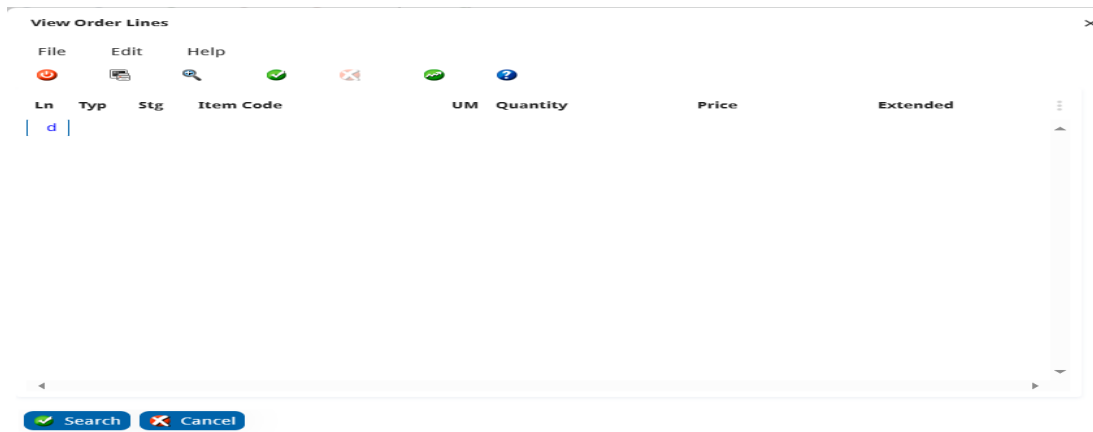 View Order Lines
File Edit Help
Ln Typ Stg Item Code UM Quantity Price Extended
d
Search Cancel